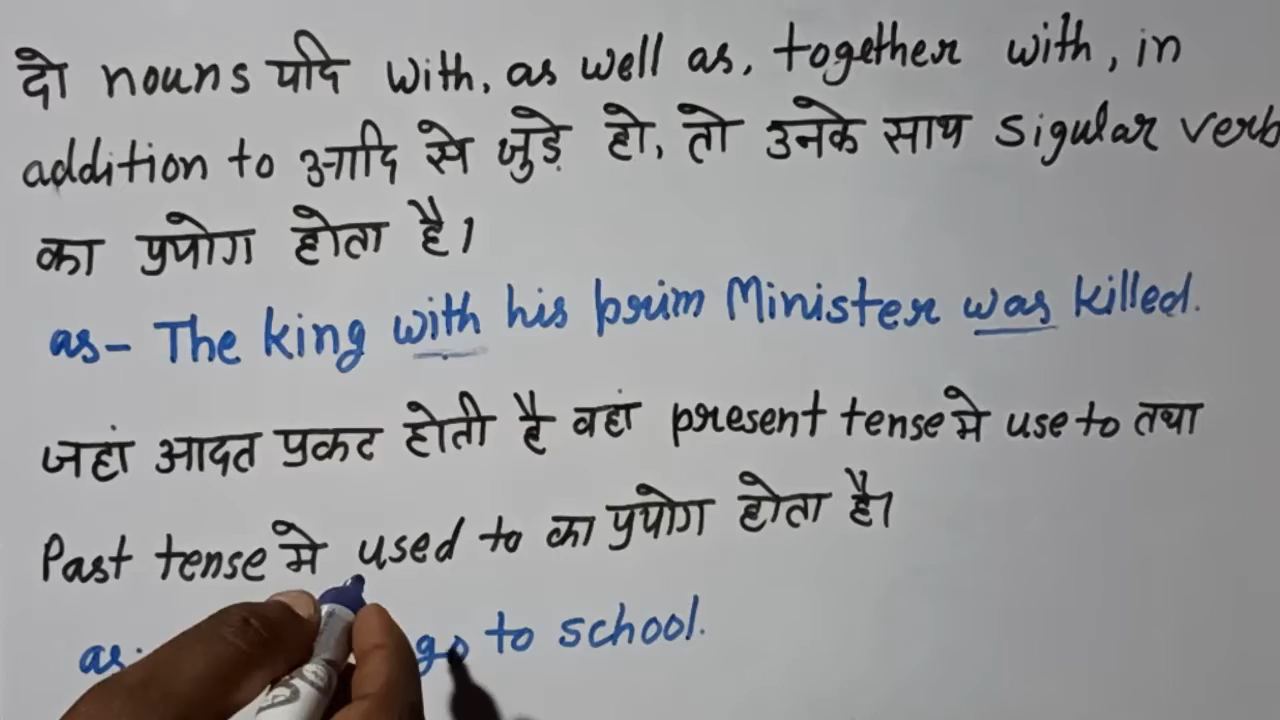 दो nouns यदि with, as well as, together with, in
addition to आदि से जुड़े हो, तो उनके साथ sigular verb
का प्रयोग होता है।
as- The king with his prim Minister was killed.
जहां आदत प्रकट होती है वहां present tense मे use to तथा
Past tense मे used to का प्रयोग होता है।
as. go to school.